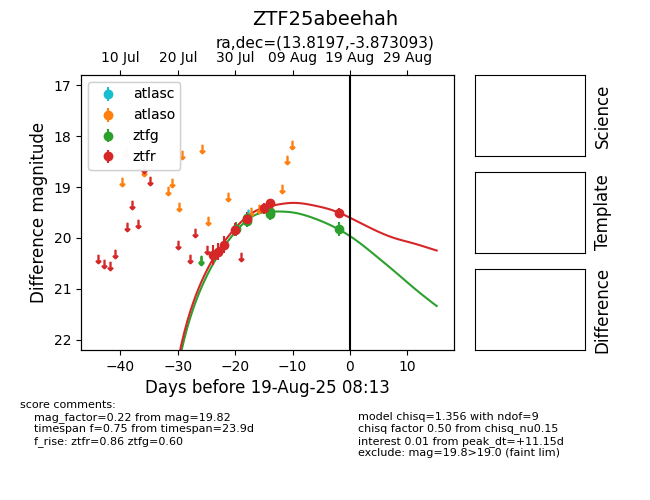 ZTF25abeehah
ra,dec=(13.8197,-3.873093)
10 Jul 20 Jul 30 Jul 09 Aug 19 Aug 29 Aug
17
18
19
20
21
22
Difference magnitude
atlasc
atlaso
ztfg
ztfr
−40 −30 −20 −10 0 10
Days before 19-Aug-25 08:13
Science
Template
Difference
score comments:
mag_factor=0.22 from mag=19.82
timespan f=0.75 from timespan=23.9d
f_rise: ztfr=0.86 ztfg=0.60
model chisq=1.356 with ndof=9
chisq factor 0.50 from chisq_nu0.15
interest 0.01 from peak_dt=+11.15d
exclude: mag=19.8>19.0 (faint lim)